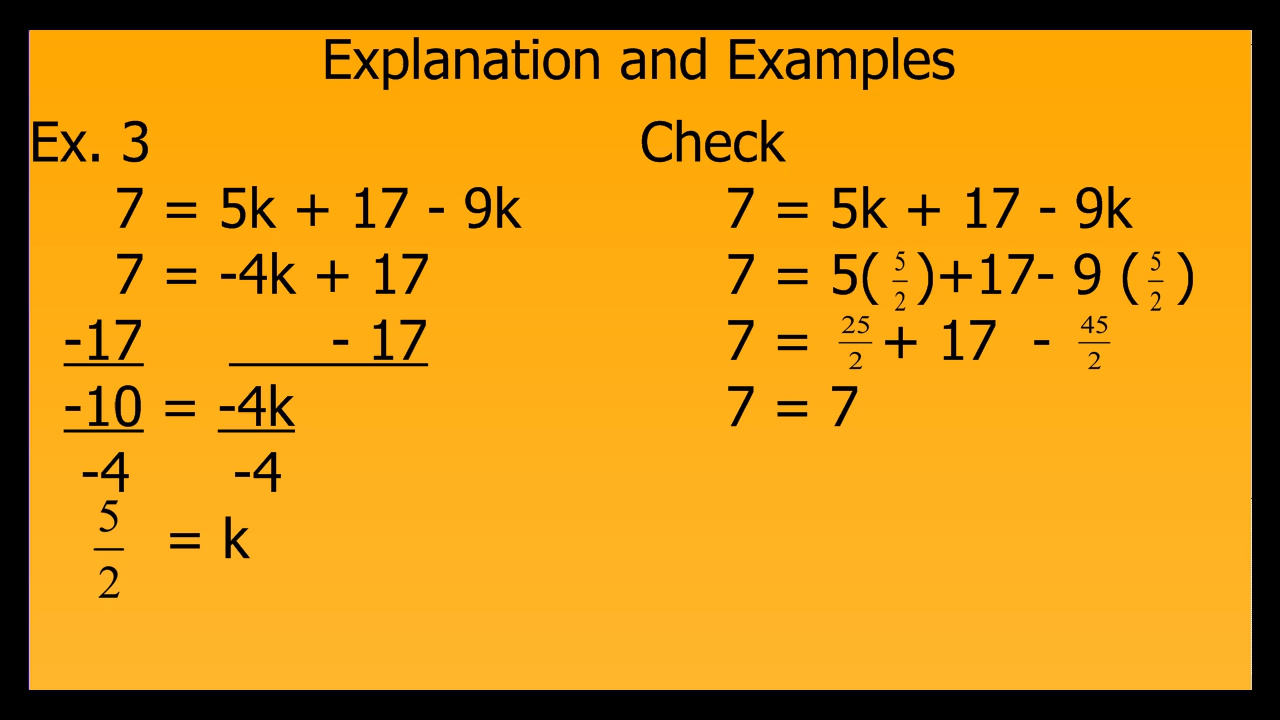 Explanation and Examples
Ex. 3
7 = 5k + 17 - 9k
7 = -4k + 17
-17 - 17
-10 = -4k
-4 -4
5/2 = k
Check
7 = 5k + 17 - 9k
7 = 5( 5/2 )+17- 9 ( 5/2 )
7 = 25/2 + 17 - 45/2
7 = 7